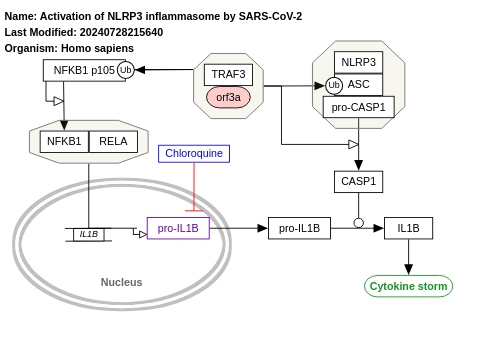 Name: Activation of NLRP3 inflammasome by SARS-CoV-2
Last Modified: 20240728215640
Organism: Homo sapiens
NFKB1 p105
Ub
TRAF3
orf3a
NLRP3
Ub
ASC
pro-CASP1
NFKB1
RELA
Chloroquine
CASP1
IL1B
pro-IL1B
pro-IL1B
IL1B
Nucleus
Cytokine storm